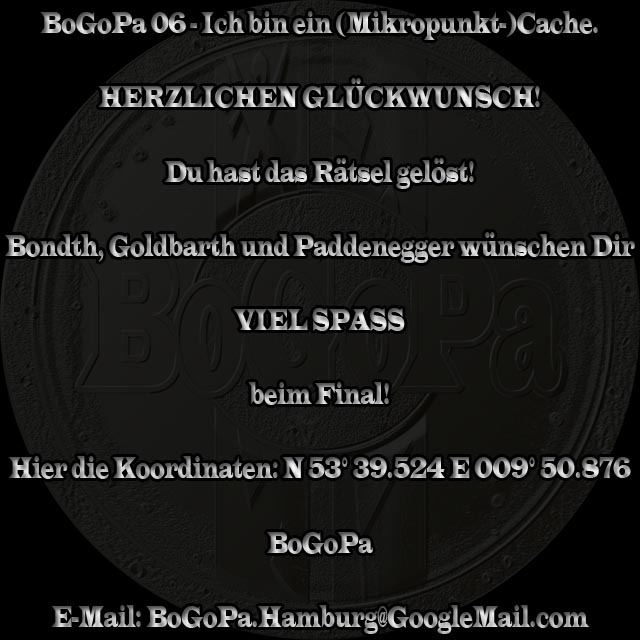 BoGoPa 06 - Ich bin ein (Mikropunkt-)Cache.
HERZLICHEN GLÜCKWUNSCH!
Du hast das Rätsel gelöst!
Bondth, Goldbarth und Paddenegger wünschen Dir
VIEL SPASS
BoGoPa
beim Final!
Hier die Koordinaten: N 53° 39.524 E 009° 50.876
BoGoPa
E-Mail: BoGoPa.Hamburg@GoogleMail.com